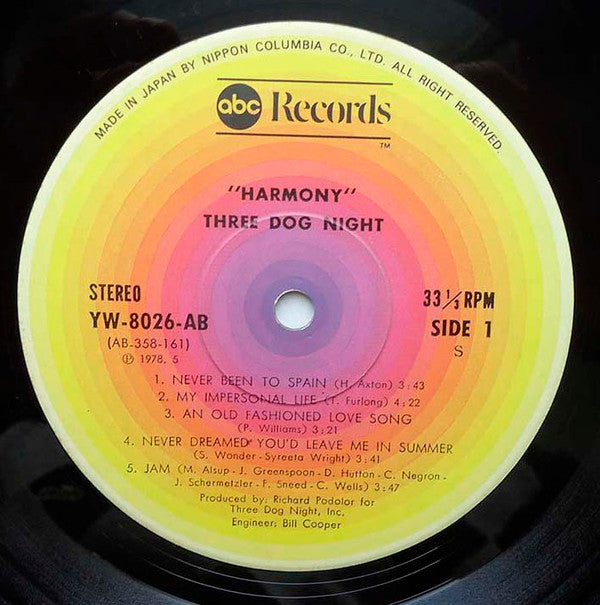 MADE IN JAPAN BY NIPPON COLUMBIA CO., LTD. ALL RIGHT RESERVED.
abc Records
TM
"HARMONY"
THREE DOG NIGHT
STEREO
YW-8026-AB
(AB-358-161)
Ⓟ 1978. 5
33 1/3 RPM
SIDE 1
S
1. NEVER BEEN TO SPAIN (H. Axton) 3:43
2. MY IMPERSONAL LIFE (T. Furlong) 4:22
3. AN OLD FASHIONED LOVE SONG
(P. Williams) 3:21
4. NEVER DREAMED YOU'D LEAVE ME IN SUMMER
(S. Wonder-Syreeta Wright) 3:41
5. JAM (M. Alsup-J. Greenspoon-D. Hutton-C. Negron-
J. Schermetzler-F. Sneed-C. Wells) 3:47
Produced by: Richard Podolor for
Three Dog Night, Inc.
Engineer: Bill Cooper